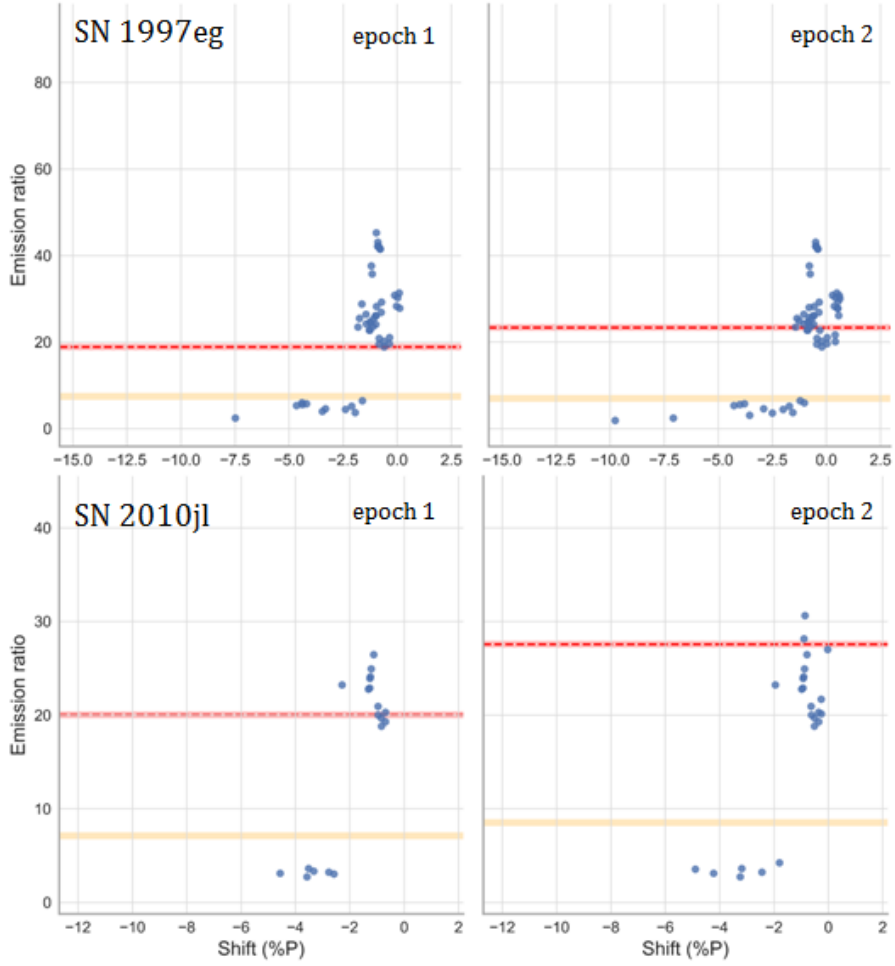 SN 1997eg
epoch 1
epoch 2
Emission ratio
80
60
40
20
0
−15.0 −12.5 −10.0 −7.5 −5.0 −2.5 0.0 2.5
−15.0 −12.5 −10.0 −7.5 −5.0 −2.5 0.0 2.5
SN 2010jl
epoch 1
epoch 2
Emission ratio
40
30
20
10
0
−12 −10 −8 −6 −4 −2 0 2
−12 −10 −8 −6 −4 −2 0 2
Shift (%P)
Shift (%P)